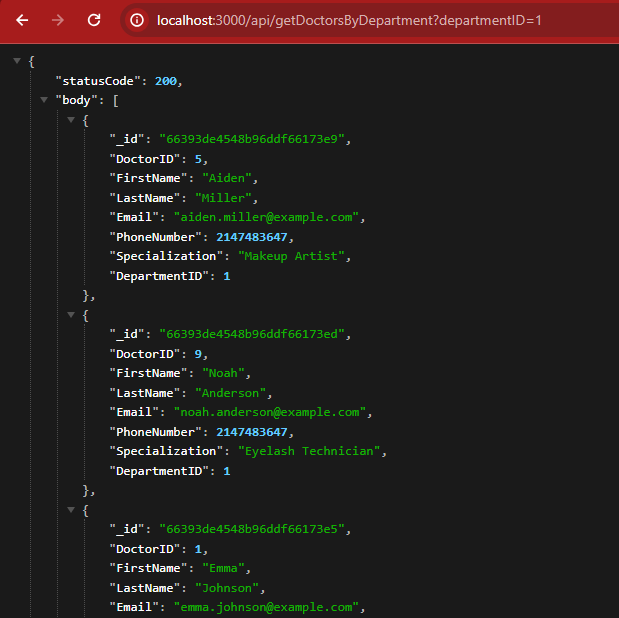 localhost:3000/api/getDoctorsByDepartment?departmentID=1
{
"statusCode": 200,
"body": [
{
"_id": "66393de4548b96ddf66173e9",
"DoctorID": 5,
"FirstName": "Aiden",
"LastName": "Miller",
"Email": "aiden.miller@example.com",
"PhoneNumber": 2147483647,
"Specialization": "Makeup Artist",
"DepartmentID": 1
},
{
"_id": "66393de4548b96ddf66173ed",
"DoctorID": 9,
"FirstName": "Noah",
"LastName": "Anderson",
"Email": "noah.anderson@example.com",
"PhoneNumber": 2147483647,
"Specialization": "Eyelash Technician",
"DepartmentID": 1
},
{
"_id": "66393de4548b96ddf66173e5",
"DoctorID": 1,
"FirstName": "Emma",
"LastName": "Johnson",
"Email": "emma.johnson@example.com",